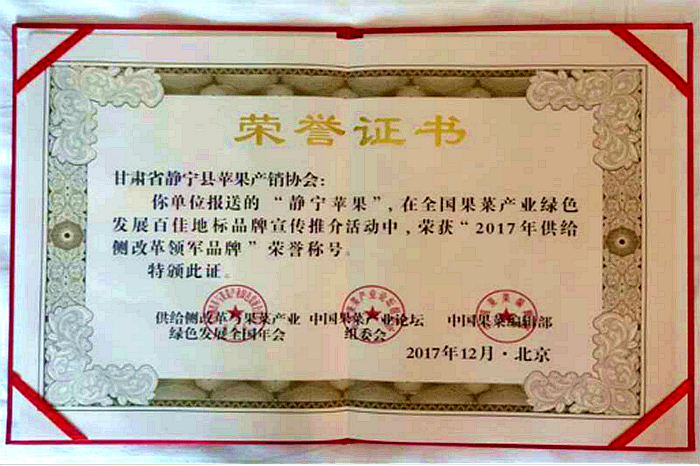 荣誉证书
甘肃省静宁县苹果产销协会：
你单位报送的“静宁苹果”，在全国果菜产业绿色
发展百佳地标品牌宣传推介活动中，荣获“2017年供给
侧改革领军品牌”荣誉称号。
特颁此证。
供给侧改革与果菜产业
绿色发展全国年会
中国果菜产业论坛
组委会
中国果菜编辑部
2017年12月·北京